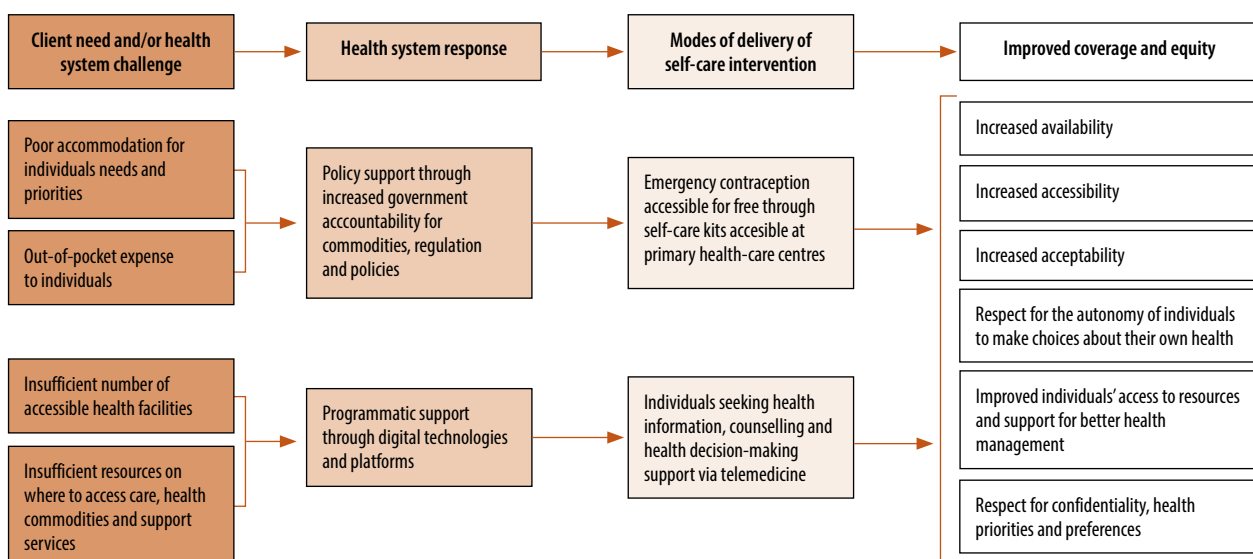 Client need and/or health
system challenge
Health system response
Modes of delivery of
self-care intervention
Improved coverage and equity
Poor accommodation for
individuals needs and
priorities
Out-of-pocket expense
to individuals
Policy support through
increased government
acccountability for
commodities, regulation
and policies
Emergency contraception
accessible for free through
self-care kits accesible at
primary health-care centres
Insufficient number of
accessible health facilities
Insufficient resources on
where to access care, health
commodities and support
services
Programmatic support
through digital technologies
and platforms
Individuals seeking health
information, counselling and
health decision-making
support via telemedicine
Increased availability
Increased accessibility
Increased acceptability
Respect for the autonomy of individuals
to make choices about their own health
Improved individuals’ access to resources
and support for better health
management
Respect for confidentiality, health
priorities and preferences